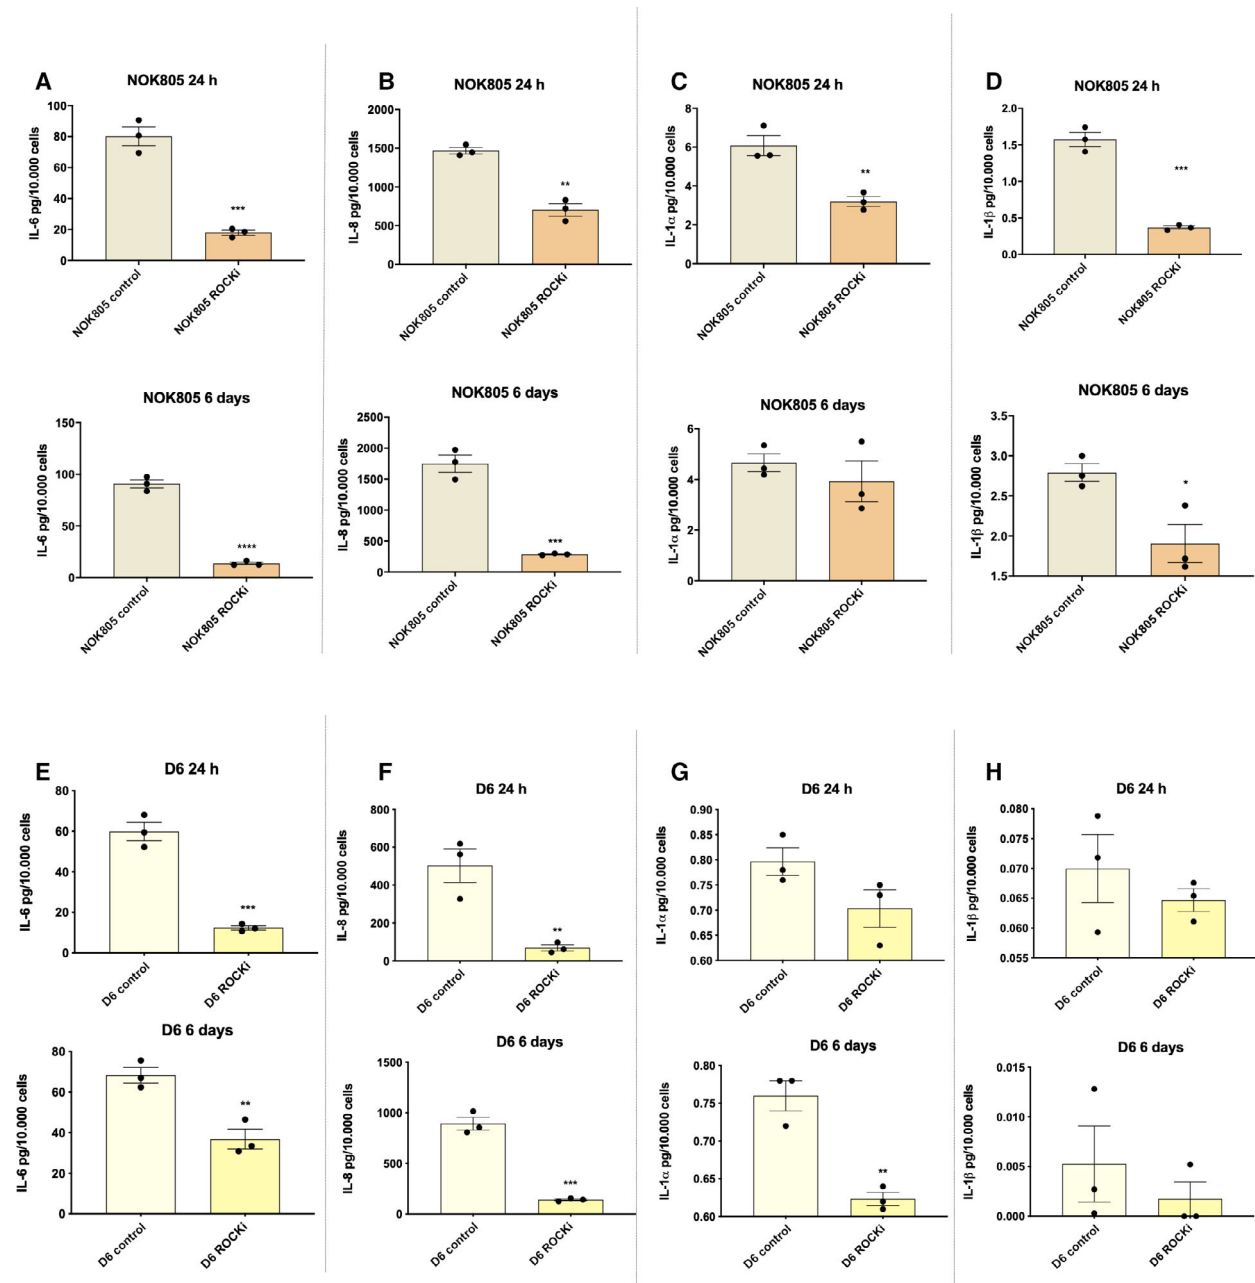 A
NOK805 24 h
IL-6 pg/10.000 cells
100
80
60
40
20
0
***
NOK805 control
NOK805 ROCKi
NOK805 6 days
IL-6 pg/10.000 cells
150
100
50
0
****
NOK805 control
NOK805 ROCKi
B
NOK805 24 h
IL-8 pg/10.000 cells
2000
1500
1000
500
0
**
NOK805 control
NOK805 ROCKi
NOK805 6 days
IL-8 pg/10.000 cells
2500
2000
1500
1000
500
0
***
NOK805 control
NOK805 ROCKi
C
NOK805 24 h
IL-1α pg/10.000 cells
8
6
4
2
0
**
NOK805 control
NOK805 ROCKi
NOK805 6 days
IL-1α pg/10.000 cells
6
4
2
0
NOK805 control
NOK805 ROCKi
D
NOK805 24 h
IL-1β pg/10.000 cells
2.0
1.5
1.0
0.5
0.0
***
NOK805 control
NOK805 ROCKi
NOK805 6 days
IL-1β pg/10.000 cells
3.5
3.0
2.5
2.0
1.5
*
NOK805 control
NOK805 ROCKi
E
D6 24 h
IL-6 pg/10.000 cells
80
60
40
20
0
***
D6 control
D6 ROCKi
D6 6 days
IL-6 pg/10.000 cells
80
60
40
20
0
**
D6 control
D6 ROCKi
F
D6 24 h
IL-8 pg/10.000 cells
800
600
400
200
0
**
D6 control
D6 ROCKi
D6 6 days
IL-8 pg/10.000 cells
1500
1000
500
0
***
D6 control
D6 ROCKi
G
D6 24 h
IL-1α pg/10.000 cells
0.90
0.85
0.80
0.75
0.70
0.65
0.60
D6 control
D6 ROCKi
D6 6 days
IL-1α pg/10.000 cells
0.80
0.75
0.70
0.65
0.60
**
D6 control
D6 ROCKi
H
D6 24 h
IL-1β pg/10.000 cells
0.080
0.075
0.070
0.065
0.060
0.055
D6 control
D6 ROCKi
D6 6 days
IL-1β pg/10.000 cells
0.015
0.010
0.005
0.000
D6 control
D6 ROCKi